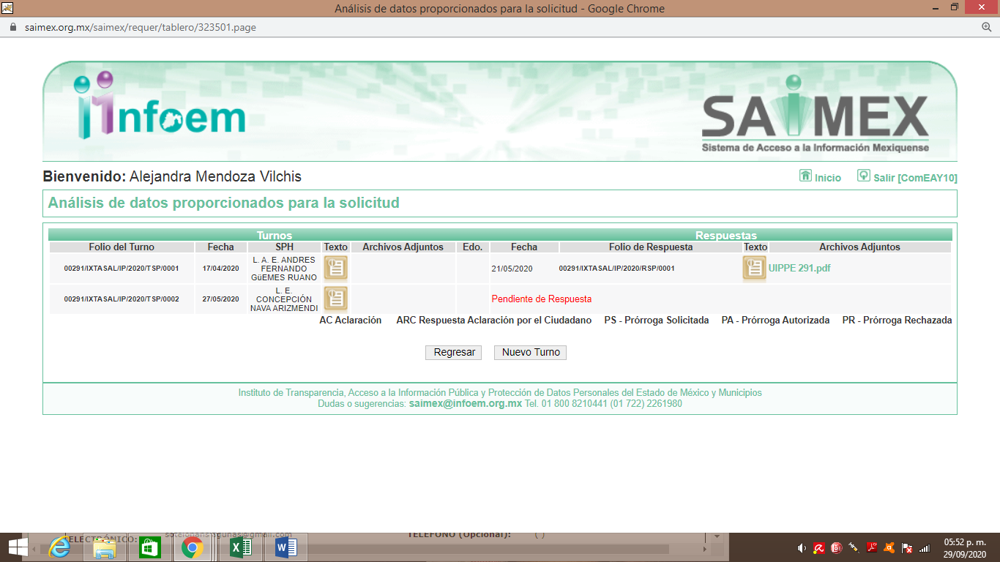 Análisis de datos proporcionados para la solicitud - Google Chrome
saimex.org.mx/saimex/requer/tablero/323501.page
infoem
SAIMEX
Sistema de Acceso a la Información Mexiquense
Bienvenido: Alejandra Mendoza Vilchis
Inicio Salir [ComEAY10]
Análisis de datos proporcionados para la solicitud
Turnos Respuestas
Folio del Turno Fecha SPH Texto Archivos Adjuntos Edo. Fecha Folio de Respuesta Texto Archivos Adjuntos
00291/IXTASAL/IP/2020/TSP/0001 17/04/2020 L. A. E. ANDRES
FERNANDO
GüEMES RUANO
21/05/2020 00291/IXTASAL/IP/2020/RSP/0001 UIPPE 291.pdf
00291/IXTASAL/IP/2020/TSP/0002 27/05/2020 L. E.
CONCEPCIÓN
NAVA ARIZMENDI
Pendiente de Respuesta
AC Aclaración ARC Respuesta Aclaración por el Ciudadano PS - Prórroga Solicitada PA - Prórroga Autorizada PR - Prórroga Rechazada
Regresar Nuevo Turno
Instituto de Transparencia, Acceso a la Información Pública y Protección de Datos Personales del Estado de México y Municipios
Dudas o sugerencias: saimex@infoem.org.mx Tel. 01 800 8210441 (01 722) 2261980
TELEFONO (Opcional): ( )
05:52 p. m.
29/09/2020